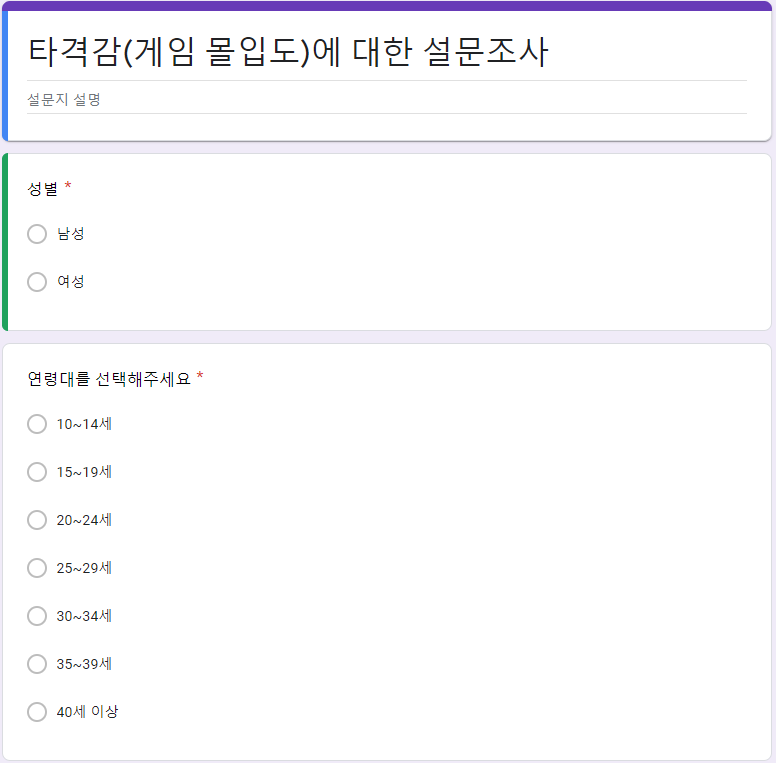 타격감(게임 몰입도)에 대한 설문조사
설문지 설명
성별 *
남성
여성
연령대를 선택해주세요 *
10~14세
15~19세
20~24세
25~29세
30~34세
35~39세
40세 이상